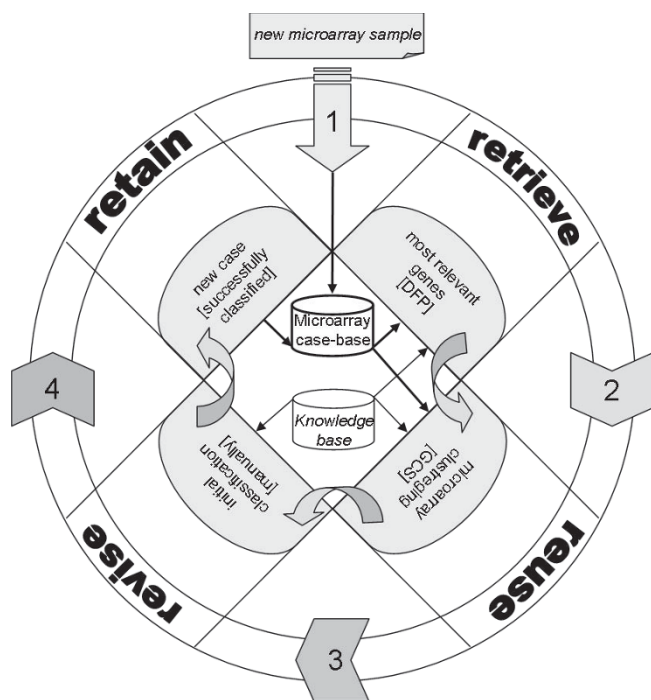 new microarray sample
1
retain
retrieve
new case
[successfully
classified]
most relevant
genes
[DFP]
Microarray
case-base
4
2
Knowledge
base
initial
classification
[manually]
microarray
clustreging
[GCS]
revise
reuse
3